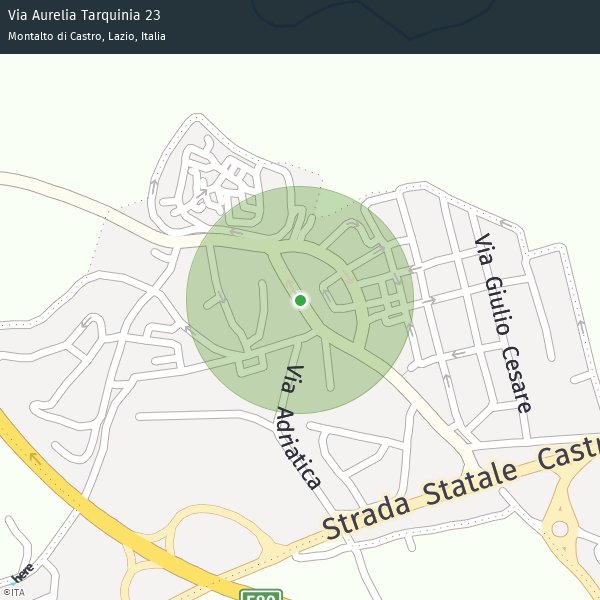 Via Aurelia Tarquinia 23
Montalto di Castro, Lazio, Italia
Via Giulio Cesare
Via Adriatica
Strada Statale Castr
E80
here
©ITA